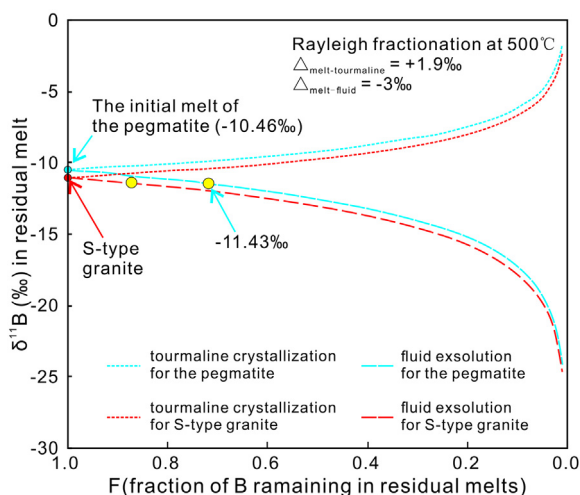 Rayleigh fractionation at 500℃
△melt-tourmaline = +1.9‰
△melt-fluid = -3‰
The initial melt of
the pegmatite (-10.46‰)
S-type
granite
-11.43‰
tourmaline crystallization
for the pegmatite
fluid exsolution
for the pegmatite
tourmaline crystallization
for S-type granite
fluid exsolution
for S-type granite
0
-5
-10
-15
-20
-25
-30
δ¹¹B (‰) in residual melt
1.0 0.8 0.6 0.4 0.2 0.0
F(fraction of B ramaining in residual melts)